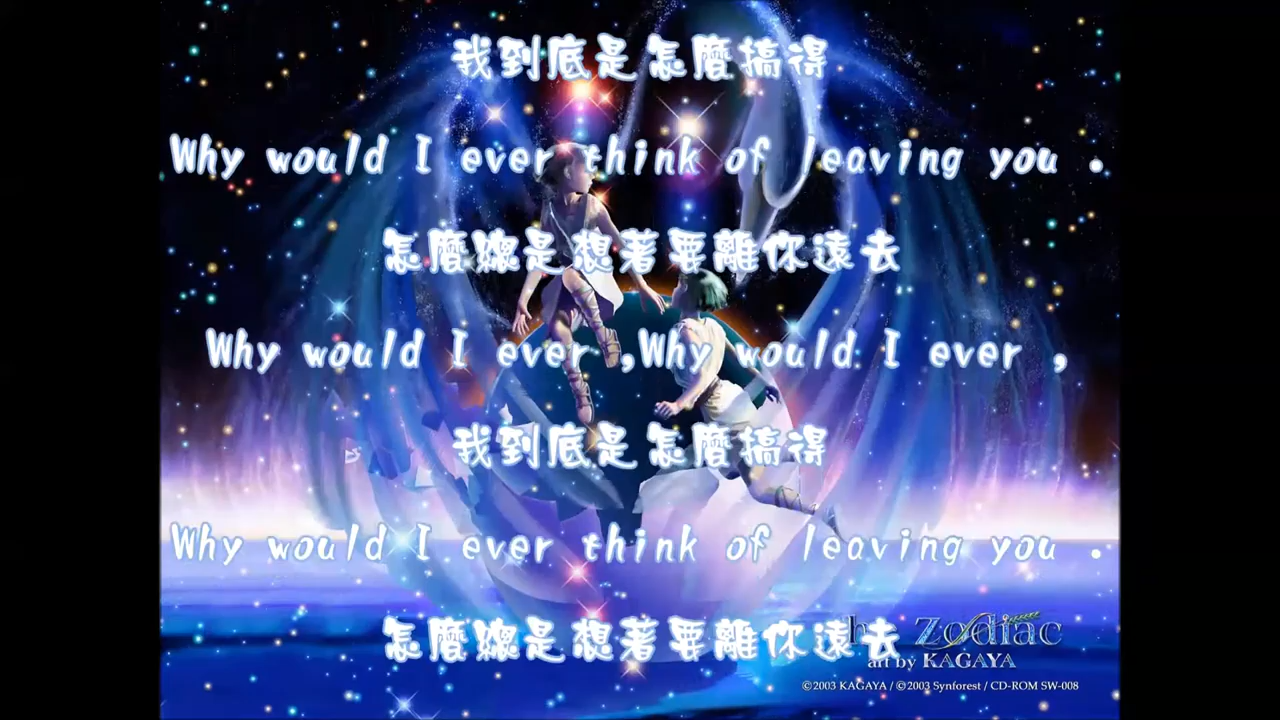 我到底是怎麼搞得
Why would I ever think of leaving you .
怎麼總是想著要離你遠去
Why would I ever ,Why would I ever ,
我到底是怎麼搞得
Why would I ever think of leaving you .
怎麼總是想著要離你遠去
Zodiac
art by KAGAYA
©2003 KAGAYA / ©2003 Synforest / CD-ROM SW-008